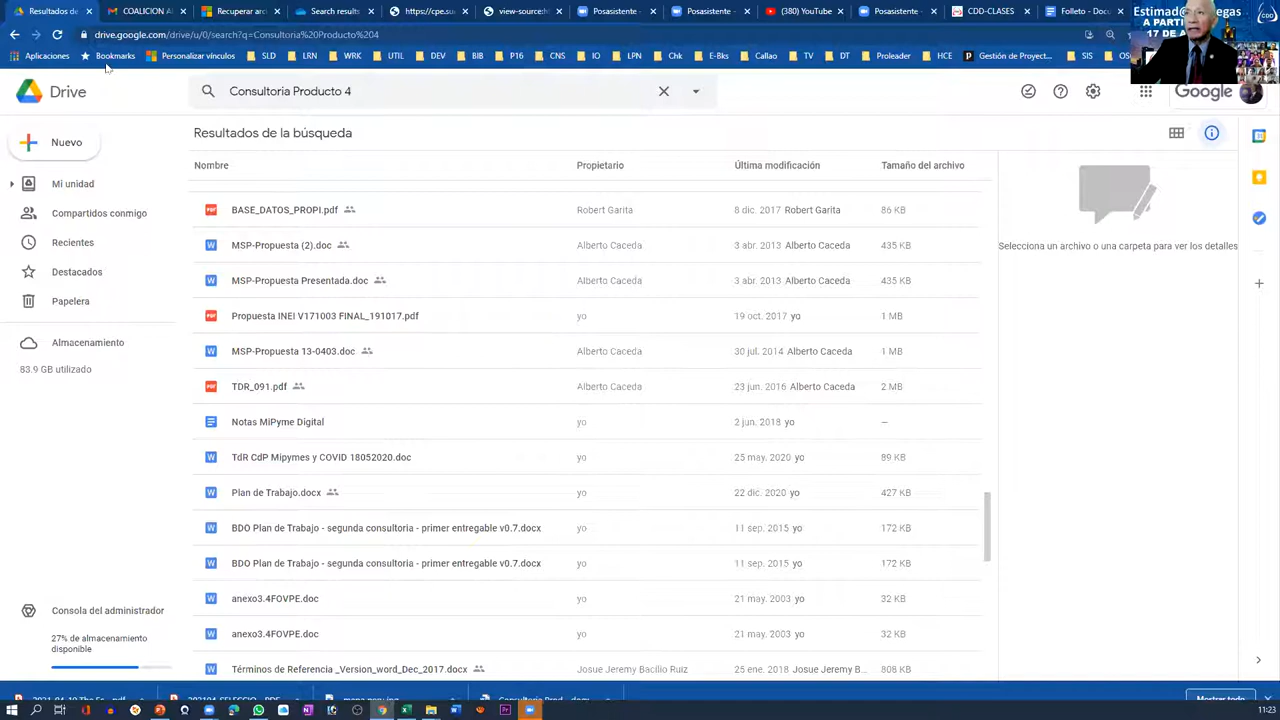 COALICION Al
Recuperar arch
Search results
https://cpe.su
view-source:h
Posasistente
Posasistente
(380) YouTube
CDD-CLASES
Folleto - Docu
Posasistente
Estimad
egas
A PARTI
17 DE A
CDD
drive.google.com/drive/u/0/search?q=Consultoria%20Producto%204
Aplicaciones
Bookmarks
Personalizar vínculos
SLD
LRN
WRK
UTIL
DEV
BIB
P16
CNS
IO
LPN
Chk
E-Bks
Callao
TV
DT
Proleader
HCE
Gestión de Proyect...
SIS
OS
Drive
Consultoria Producto 4
Google
Nuevo
Resultados de la búsqueda
Nombre
Propietario
Última modificación
Tamaño del archivo
Mi unidad
Compartidos conmigo
Recientes
Destacados
Papelera
Almacenamiento
83.9 GB utilizado
BASE_DATOS_PROPI.pdf Robert Garita 8 dic. 2017 Robert Garita 86 KB
MSP-Propuesta (2).doc Alberto Caceda 3 abr. 2013 Alberto Caceda 435 KB
MSP-Propuesta Presentada.doc Alberto Caceda 3 abr. 2013 Alberto Caceda 435 KB
Propuesta INEI V171003 FINAL_191017.pdf yo 19 oct. 2017 yo 1 MB
MSP-Propuesta 13-0403.doc Alberto Caceda 30 jul. 2014 Alberto Caceda 1 MB
TDR_091.pdf Alberto Caceda 23 jun. 2016 Alberto Caceda 2 MB
Notas MiPyme Digital yo 2 jun. 2018 yo –
TdR CdP Mipymes y COVID 18052020.doc yo 25 may. 2020 yo 89 KB
Plan de Trabajo.docx yo 22 dic. 2020 yo 427 KB
BDO Plan de Trabajo - segunda consultoria - primer entregable v0.7.docx yo 11 sep. 2015 yo 172 KB
BDO Plan de Trabajo - segunda consultoria - primer entregable v0.7.docx yo 11 sep. 2015 yo 172 KB
anexo3.4FOVPE.doc yo 21 may. 2003 yo 32 KB
anexo3.4FOVPE.doc yo 21 may. 2003 yo 32 KB
Términos de Referencia _Version_word_Dec_2017.docx Josue Jeremy Bacilio Ruiz 25 ene. 2018 Josue Jeremy B... 808 KB
Selecciona un archivo o una carpeta para ver los detalles
Consola del administrador
27% de almacenamiento
disponible
Mostrar todo
11:23